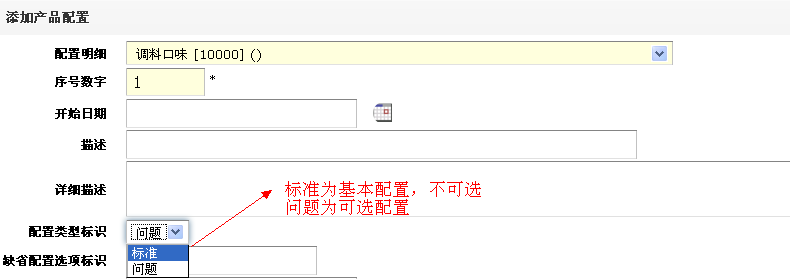 添加产品配置
配置明细 调料口味 [10000] ()
序号数字 1 *
开始日期
描述
详细描述
标准为基本配置，不可选
问题为可选配置
配置类型标识 问题
标准
缺省配置选项标识
问题